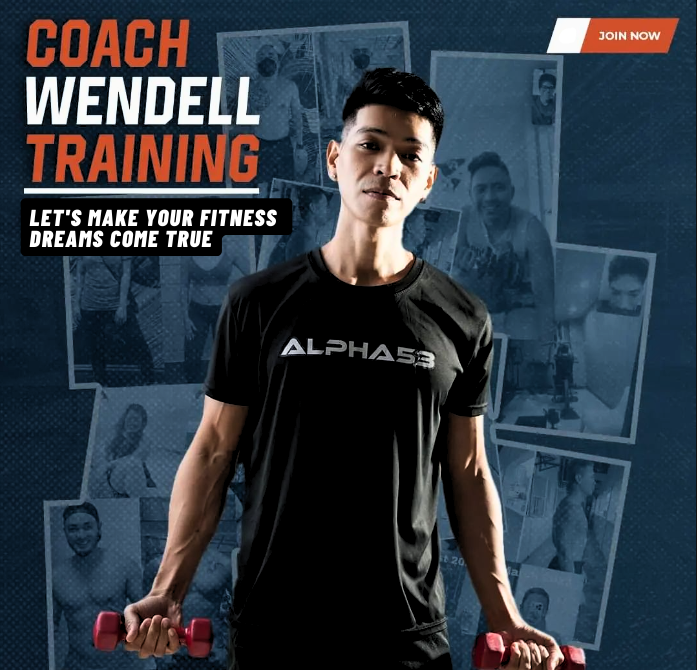 COACH
WENDELL
TRAINING
JOIN NOW
LET'S MAKE YOUR FITNESS
DREAMS COME TRUE
ALPHA53